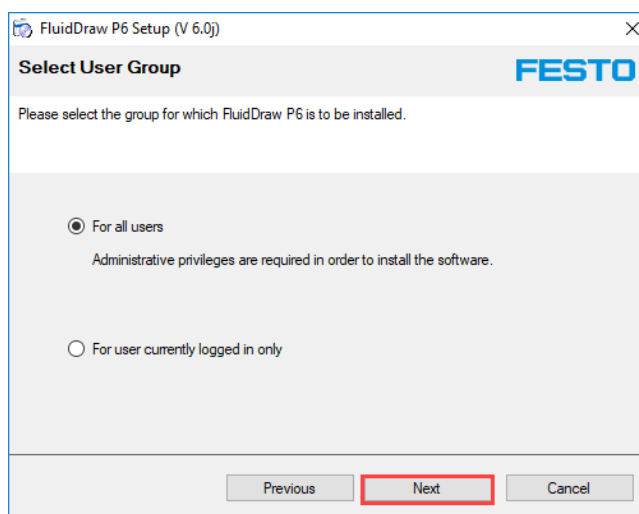 FluidDraw P6 Setup (V 6.0j)
Select User Group
FESTO
Please select the group for which FluidDraw P6 is to be installed.
For all users
Administrative privileges are required in order to install the software.
For user currently logged in only
Previous
Next
Cancel